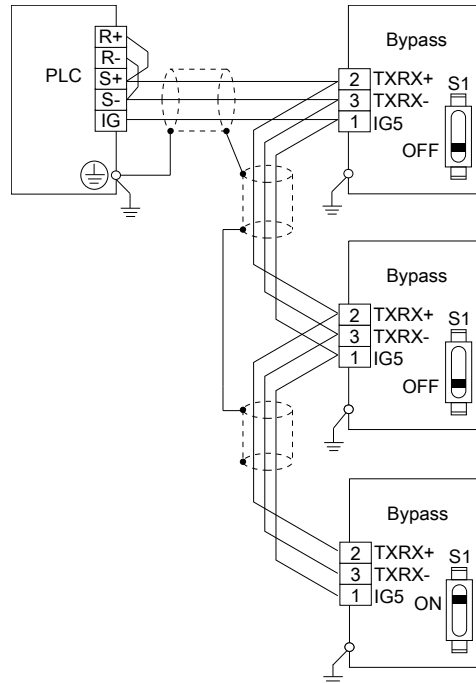 PLC
R+
R-
S+
S-
IG
Bypass
2 TXRX+
3 TXRX-
1 IG5
S1
OFF
Bypass
2 TXRX+
3 TXRX-
1 IG5
S1
OFF
Bypass
2 TXRX+
3 TXRX-
1 IG5
S1
ON